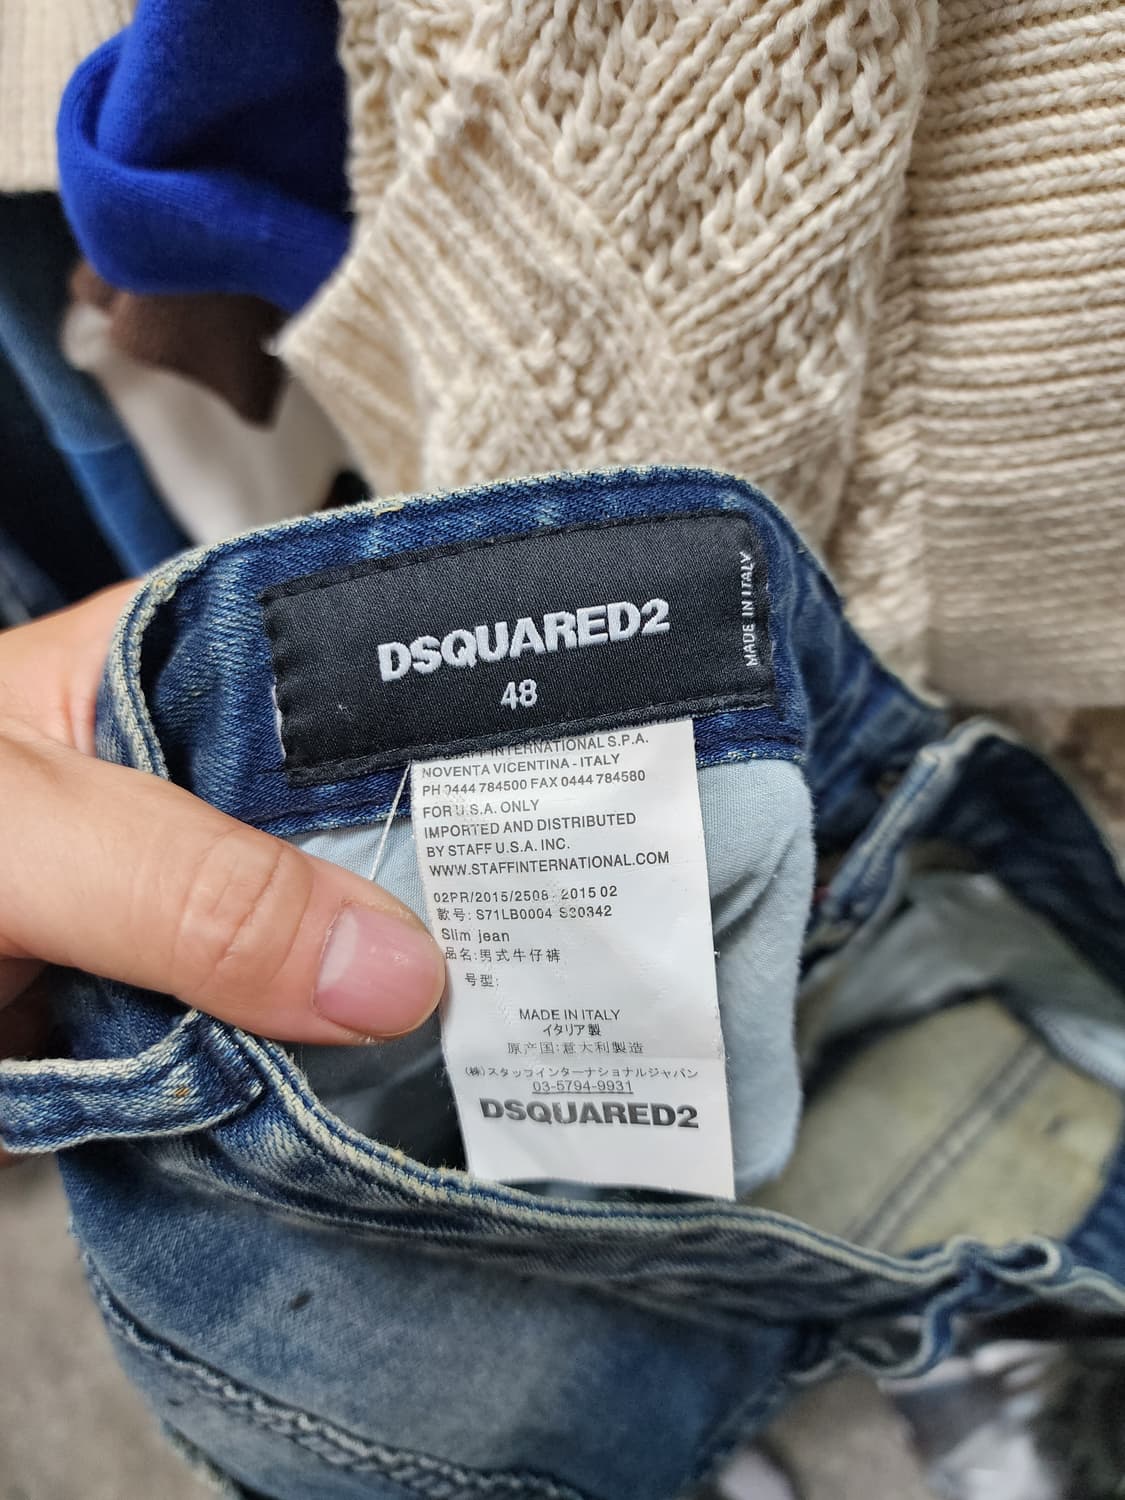 DSQUARED2
48
MADE IN ITALY
STAFF INTERNATIONAL S.P.A.
NOVENTA VICENTINA - ITALY
PH 0444 784500 FAX 0444 784580
FOR U.S.A. ONLY
IMPORTED AND DISTRIBUTED
BY STAFF U.S.A. INC.
WWW.STAFFINTERNATIONAL.COM
02PR/2015/2508 2015 02
款号: S71LB0004 S30342
Slim jean
品名:男式牛仔裤
号型:
MADE IN ITALY
イタリア製
原产国:意大利製造
(株)スタッフインターナショナルジャパン
03-5794-9931
DSQUARED2